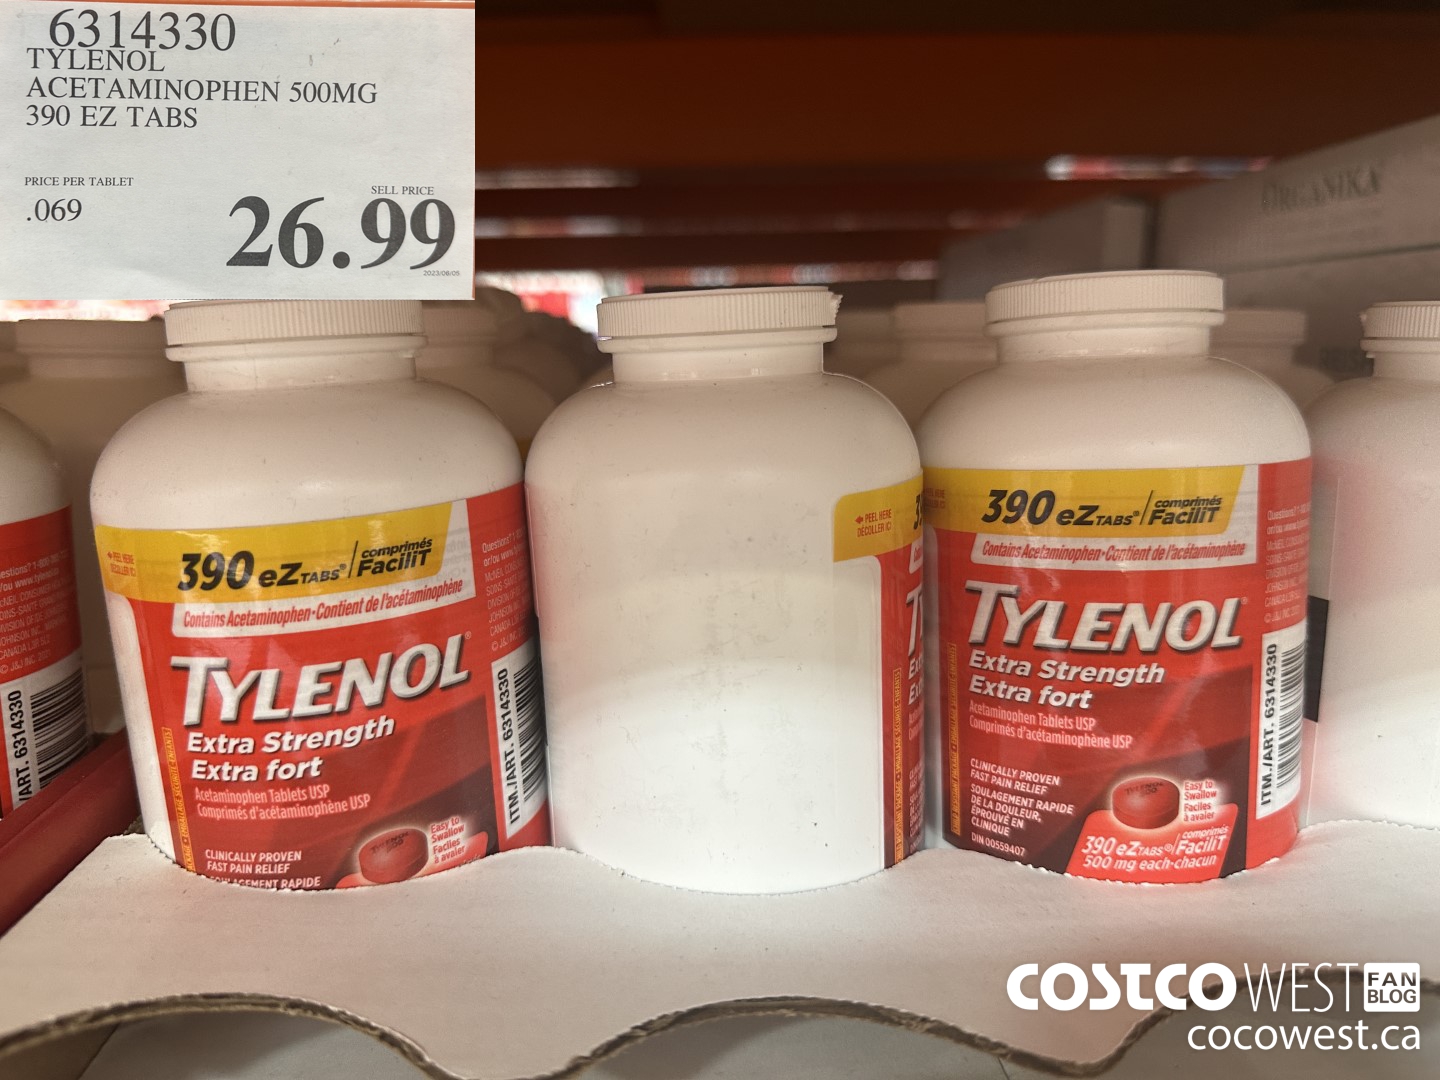 6314330
TYLENOL
ACETAMINOPHEN 500MG
390 EZ TABS
PRICE PER TABLET
.069
SELL PRICE
26.99
2023/06/05
ORGANIKA
390 eZ TABS® / comprimés FaciliT
Contains Acetaminophen • Contient de l'acétaminophène
TYLENOL®
Extra Strength
Extra fort
Acetaminophen Tablets USP
Comprimés d'acétaminophène USP
CLINICALLY PROVEN
FAST PAIN RELIEF
Easy to
Swallow
Faciles
à avaler
ITM./ART. 6314330
/ART. 6314330
PEEL HERE
DÉCOLLER ICI
390 eZ TABS® / comprimés FaciliT
Contains Acetaminophen • Contient de l'acétaminophène
TYLENOL®
Extra Strength
Extra fort
Acetaminophen Tablets USP
Comprimés d'acétaminophène USP
CLINICALLY PROVEN
FAST PAIN RELIEF
SOULAGEMENT RAPIDE
DE LA DOULEUR,
ÉPROUVÉ EN
CLINIQUE
DIN 00559407
TYLENOL
500
Easy to
Swallow
Faciles
à avaler
390 eZ TABS® / comprimés FaciliT
500 mg each • chacun
ITM./ART. 6314330
COSTCO WEST FAN BLOG
cocowest.ca